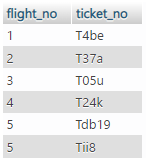 flight_no ticket_no
1 T4be
2 T37a
3 T05u
4 T24k
5 Tdb19
5 Tii8